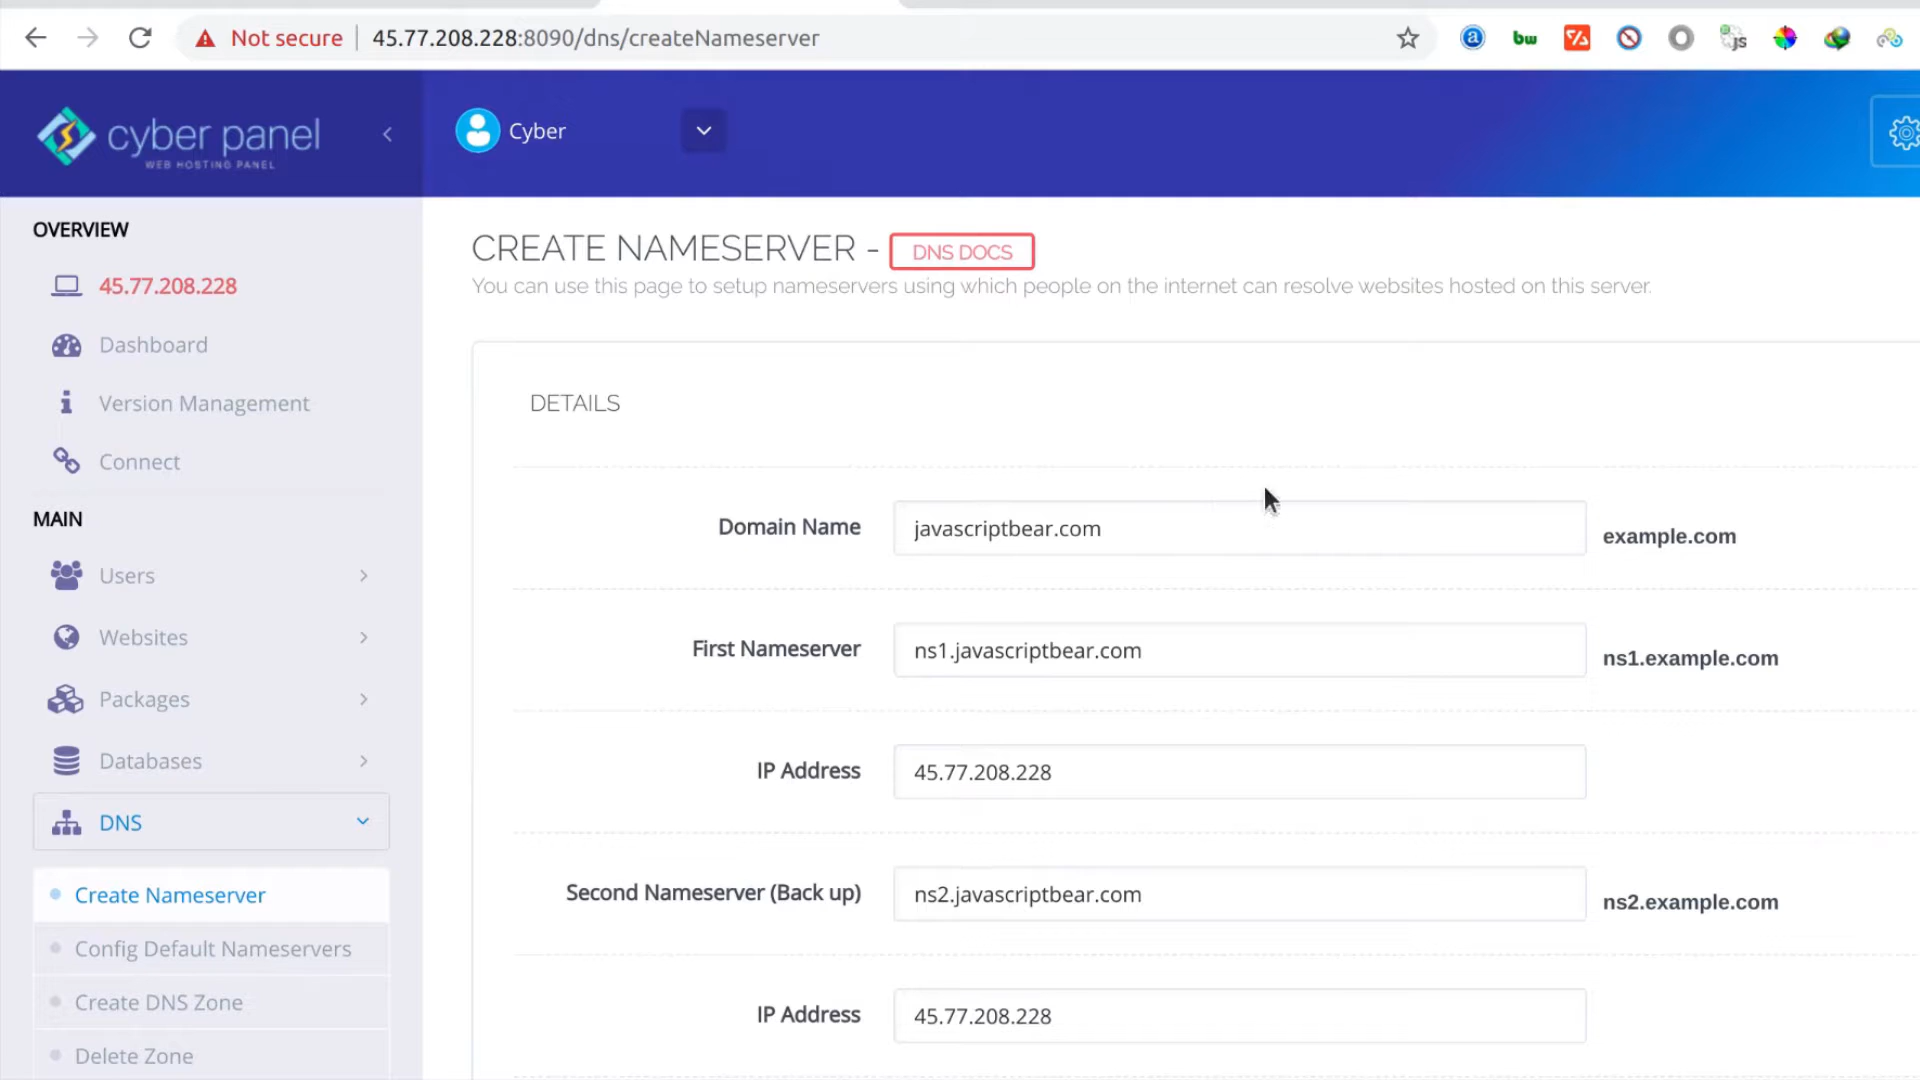 Not secure
45.77.208.228:8090/dns/createNameserver
bw
js
cyber panel
WEB HOSTING PANEL
Cyber
OVERVIEW
45.77.208.228
Dashboard
Version Management
Connect
MAIN
Users
Websites
Packages
Databases
DNS
Create Nameserver
Config Default Nameservers
Create DNS Zone
Delete Zone
CREATE NAMESERVER - DNS DOCS
You can use this page to setup nameservers using which people on the internet can resolve websites hosted on this server.
DETAILS
Domain Name javascriptbear.com example.com
First Nameserver ns1.javascriptbear.com ns1.example.com
IP Address 45.77.208.228
Second Nameserver (Back up) ns2.javascriptbear.com ns2.example.com
IP Address 45.77.208.228